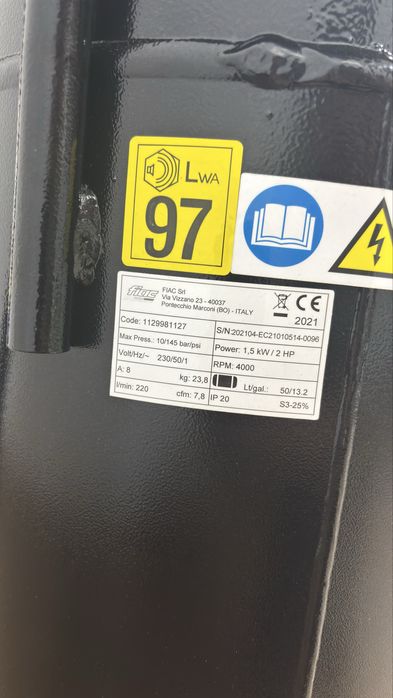 LWA
97
fiac
FIAC Srl
Via Vizzano 23 - 40037
Pontecchio Marconi (BO) - ITALY
CE
2021
Code: 1129981127
S/N:202104-EC21010514-0096
Max Press.: 10/145 bar/psi
Power: 1,5 kW / 2 HP
Volt/Hz/~ 230/50/1
RPM: 4000
A: 8
kg: 23,8
Lt/gal.: 50/13.2
l/min: 220
cfm: 7,8
IP 20
S3-25%